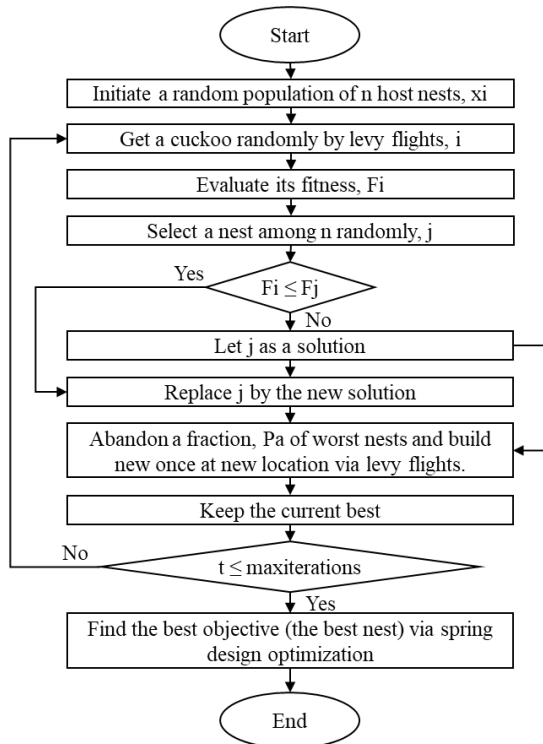 Start
Initiate a random population of n host nests, xi
Get a cuckoo randomly by levy flights, i
Evaluate its fitness, Fi
Select a nest among n randomly, j
Yes
Fi ≤ Fj
No
Let j as a solution
Replace j by the new solution
Abandon a fraction, Pa of worst nests and build
new once at new location via levy flights.
Keep the current best
No
t ≤ maxiterations
Yes
Find the best objective (the best nest) via spring
design optimization
End